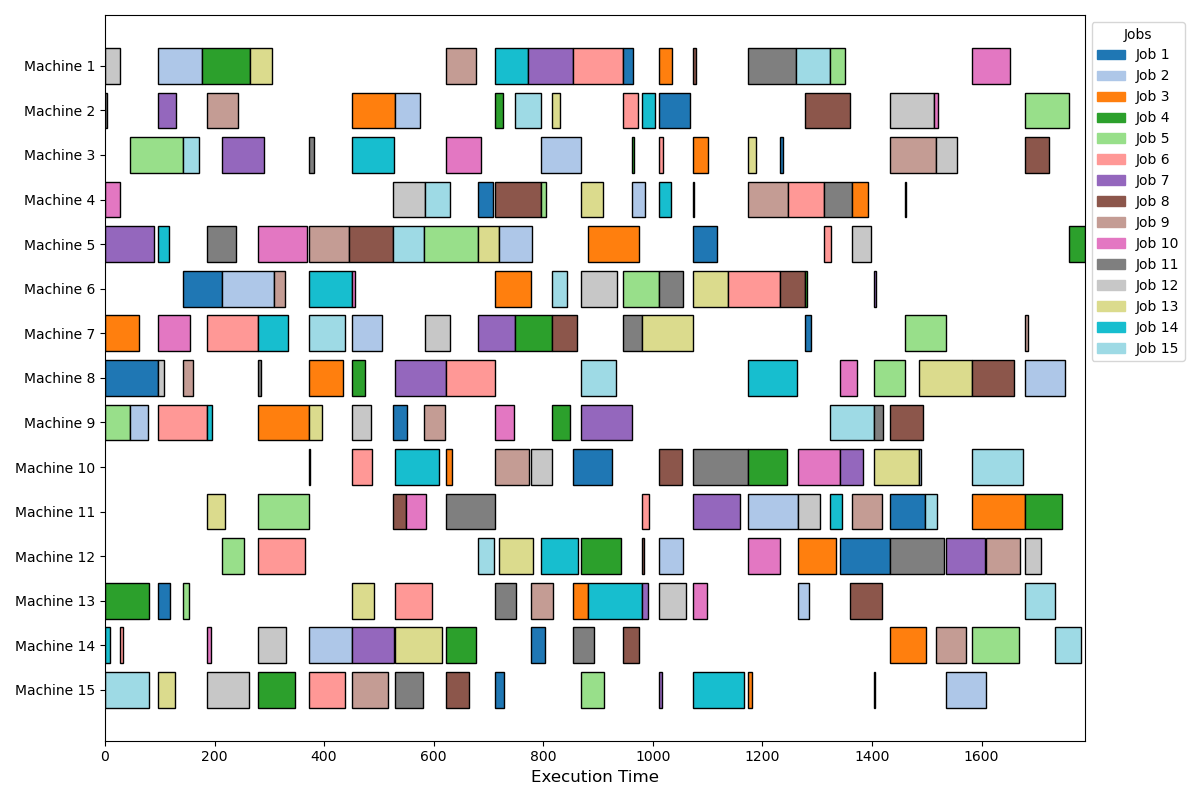 Machine 1
Machine 2
Machine 3
Machine 4
Machine 5
Machine 6
Machine 7
Machine 8
Machine 9
Machine 10
Machine 11
Machine 12
Machine 13
Machine 14
Machine 15
0 200 400 600 800 1000 1200 1400 1600
Execution Time
Jobs
Job 1
Job 2
Job 3
Job 4
Job 5
Job 6
Job 7
Job 8
Job 9
Job 10
Job 11
Job 12
Job 13
Job 14
Job 15